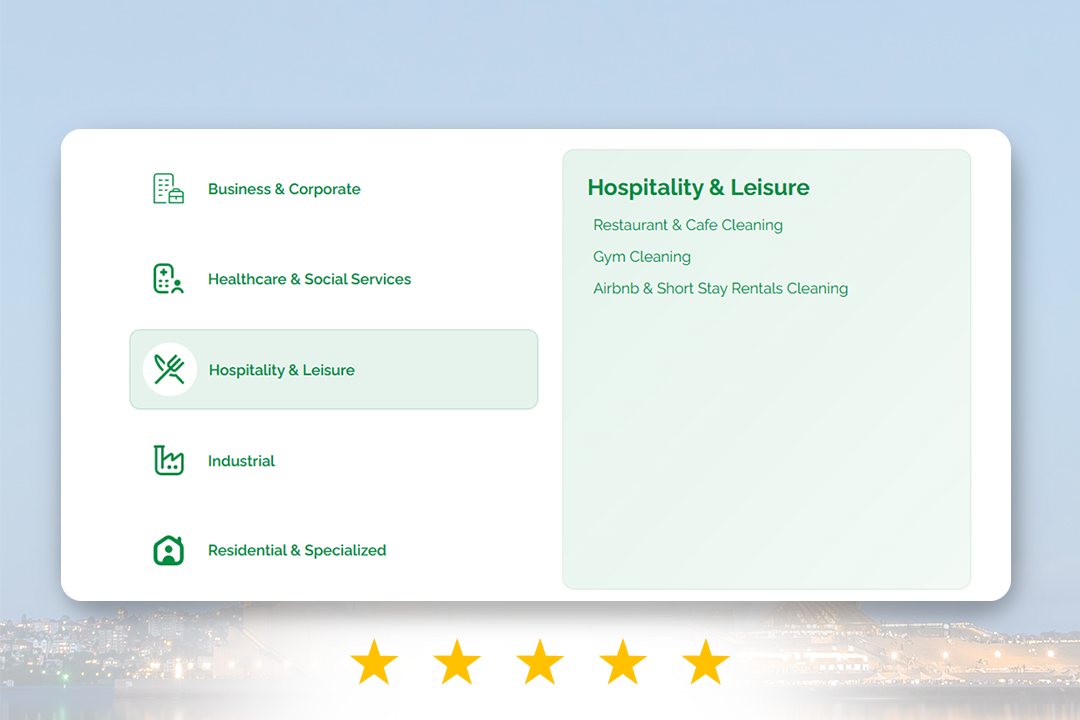 Business & Corporate
Healthcare & Social Services
Hospitality & Leisure
Industrial
Residential & Specialized
Hospitality & Leisure
Restaurant & Cafe Cleaning
Gym Cleaning
Airbnb & Short Stay Rentals Cleaning